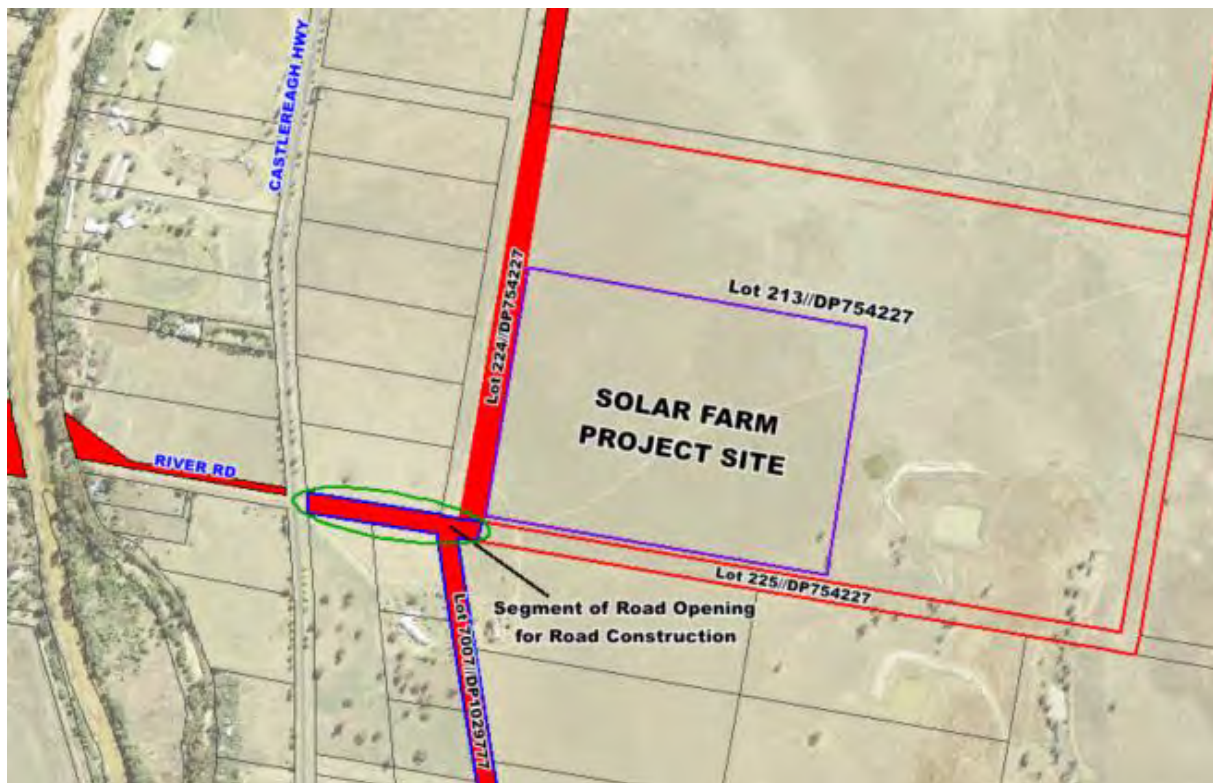 CASTLEREAGH HWY
Lot 224//DP754227
Lot 213//DP754227
SOLAR FARM
PROJECT SITE
RIVER RD
Lot 225//DP754227
Segment of Road Opening
for Road Construction
Lot 7007//DP1029777